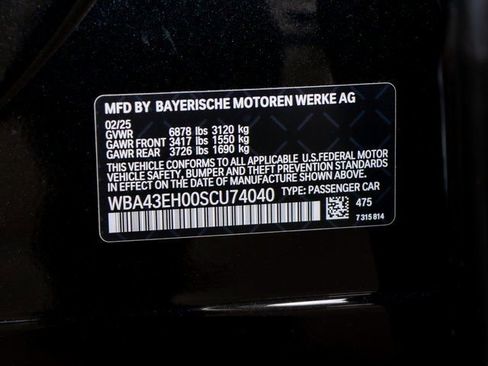 MFD BY BAYERISCHE MOTOREN WERKE AG
02/25
GVWR 6878 lbs 3120 kg
GAWR FRONT 3417 lbs 1550 kg
GAWR REAR 3726 lbs 1690 kg
THIS VEHICLE CONFORMS TO ALL APPLICABLE U.S.FEDERAL MOTOR
VEHICLE SAFETY, BUMPER AND THEFT PREVENTION STANDARDS
IN EFFECT ON THE DATE OF MANUFACTURE SHOWN ABOVE.
WBA43EH00SCU74040 TYPE: PASSENGER CAR
475
7 315 814